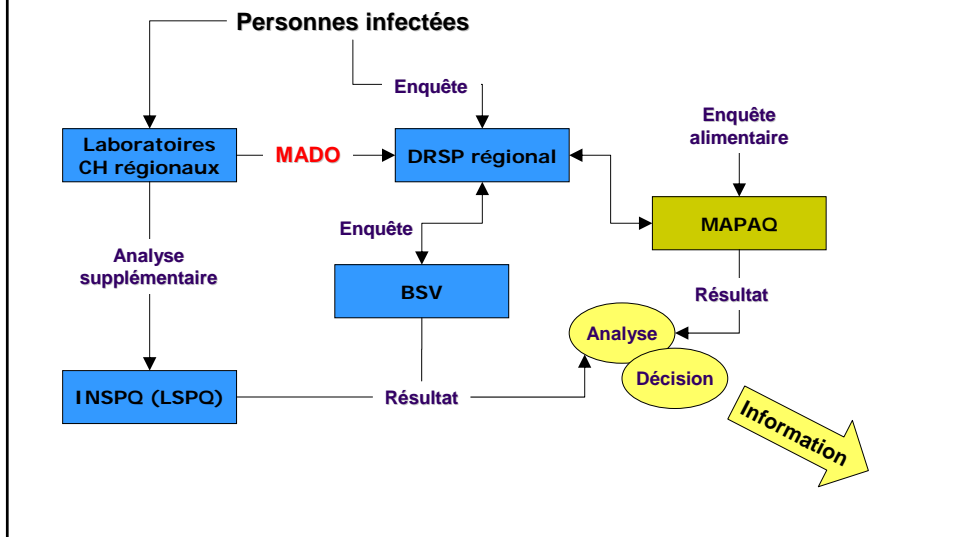 Personnes infectées
Enquête
Enquête
alimentaire
Laboratoires
CH régionaux
MADO
DRSP régional
MAPAQ
Enquête
Analyse
supplémentaire
BSV
Résultat
Analyse
Décision
INSPQ (LSPQ)
Résultat
Information